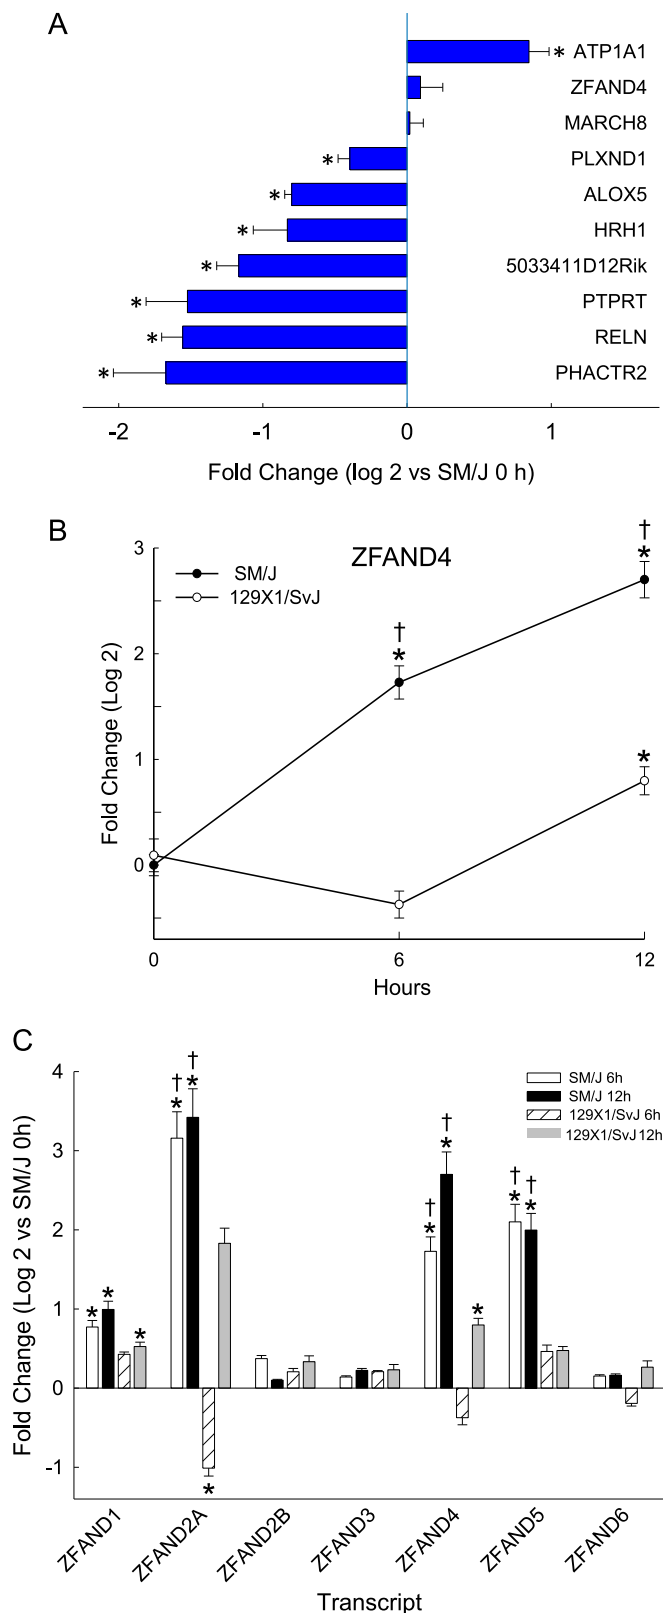 A
* ATP1A1
ZFAND4
MARCH8
* PLXND1
* ALOX5
* HRH1
* 5033411D12Rik
* PTPRT
* RELN
* PHACTR2
-2 -1 0 1
Fold Change (log 2 vs SM/J 0 h)
B
ZFAND4
SM/J
129X1/SvJ
3
2
1
0
Fold Change (Log 2)
†
*
†
*
*
0 6 12
Hours
C
SM/J 6h
SM/J 12h
129X1/SvJ 6h
129X1/SvJ 12h
4
3
2
1
0
-1
Fold Change (Log 2 vs SM/J 0h)
* * *
† †
* *
*
† †
* * *
† †
* *
ZFAND1 ZFAND2A ZFAND2B ZFAND3 ZFAND4 ZFAND5 ZFAND6
Transcript